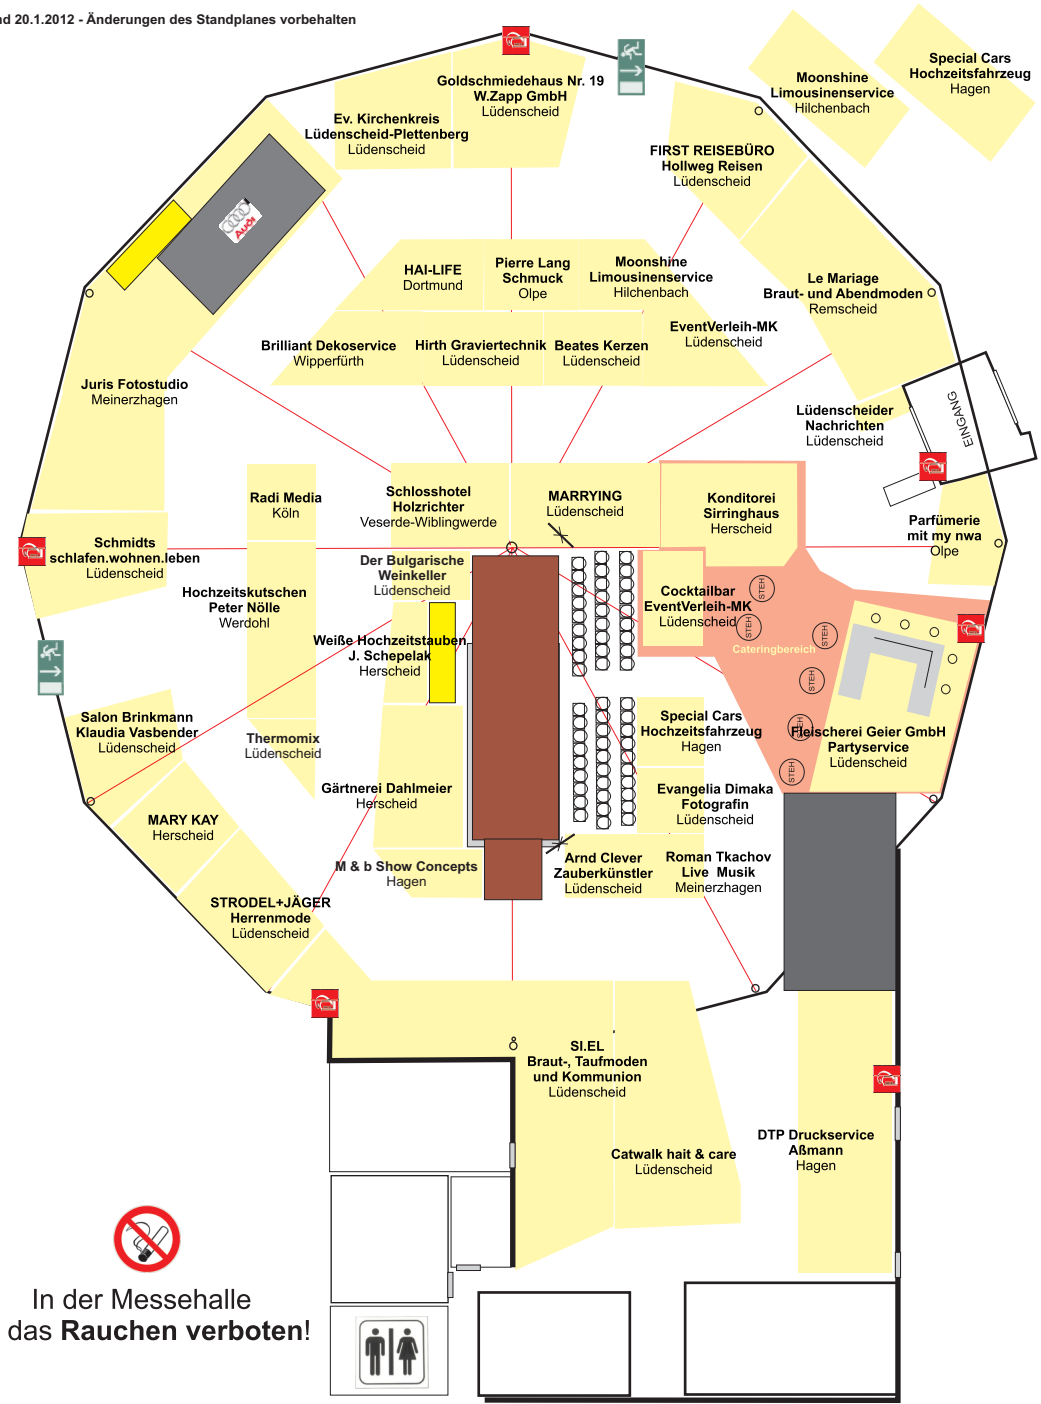 nd 20.1.2012 - Änderungen des Standplanes vorbehalten
Goldschmiedehaus Nr. 19
W.Zapp GmbH
Lüdenscheid
Ev. Kirchenkreis
Lüdenscheid-Plettenberg
Lüdenscheid
Moonshine
Limousinenservice
Hilchenbach
Special Cars
Hochzeitsfahrzeug
Hagen
FIRST REISEBÜRO
Hollweg Reisen
Lüdenscheid
Audi
HAI-LIFE
Dortmund
Pierre Lang
Schmuck
Olpe
Moonshine
Limousinenservice
Hilchenbach
Le Mariage
Braut- und Abendmoden
Remscheid
Brilliant Dekoservice
Wipperfürth
Hirth Graviertechnik
Lüdenscheid
Beates Kerzen
Lüdenscheid
EventVerleih-MK
Lüdenscheid
Juris Fotostudio
Meinerzhagen
Lüdenscheider
Nachrichten
Lüdenscheid
EINGANG
Radi Media
Köln
Schlosshotel
Holzrichter
Veserde-Wiblingwerde
MARRYING
Lüdenscheid
Konditorei
Sirringhaus
Herscheid
Parfümerie
mit my nwa
Olpe
Schmidts
schlafen.wohnen.leben
Lüdenscheid
Hochzeitskutschen
Peter Nölle
Werdohl
Der Bulgarische
Weinkeller
Lüdenscheid
Cocktailbar
EventVerleih-MK
Lüdenscheid
STEH
STEH
STEH
STEH
STEH
STEH
Cateringbereich
Weiße Hochzeitstauben
J. Schepelak
Herscheid
Salon Brinkmann
Klaudia Vasbender
Lüdenscheid
Thermomix
Lüdenscheid
Special Cars
Hochzeitsfahrzeug
Hagen
Fleischerei Geier GmbH
Partyservice
Lüdenscheid
Gärtnerei Dahlmeier
Herscheid
Evangelia Dimaka
Fotografin
Lüdenscheid
MARY KAY
Herscheid
M & b Show Concepts
Hagen
Arnd Clever
Zauberkünstler
Lüdenscheid
Roman Tkachov
Live Musik
Meinerzhagen
STRODEL+JÄGER
Herrenmode
Lüdenscheid
SI.EL
Braut-, Taufmoden
und Kommunion
Lüdenscheid
Catwalk hait & care
Lüdenscheid
DTP Druckservice
Aßmann
Hagen
In der Messehalle
das Rauchen verboten!